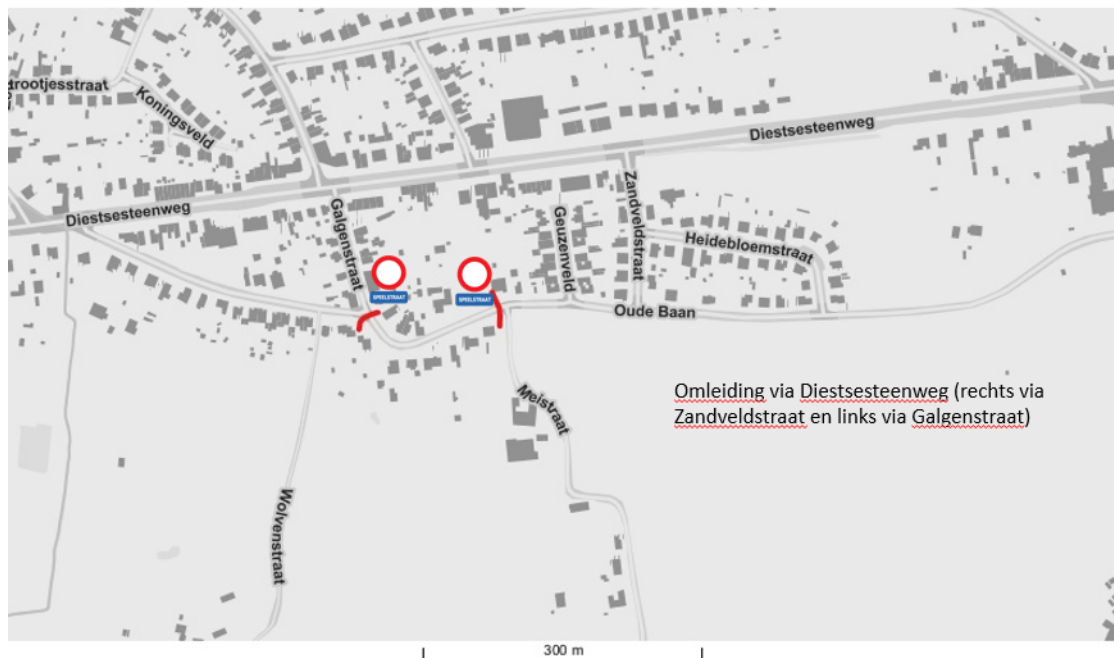 drootjesstraat
Koningsveld
Diestsesteenweg
Diestsesteenweg
Galgenstraat
Geuzenveld
Zandveldstraat
Heidebloemstraat
SPEELSTRAAT
SPEELSTRAAT
Oude Baan
Meistraat
Wolvenstraat
Omleiding via Diestsesteenweg (rechts via
Zandveldstraat en links via Galgenstraat)
300 m